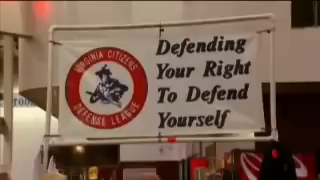 VIRGINIA CITIZENS
DEFENSE LEAGUE
Defending
Your Right
To Defend
Yourself